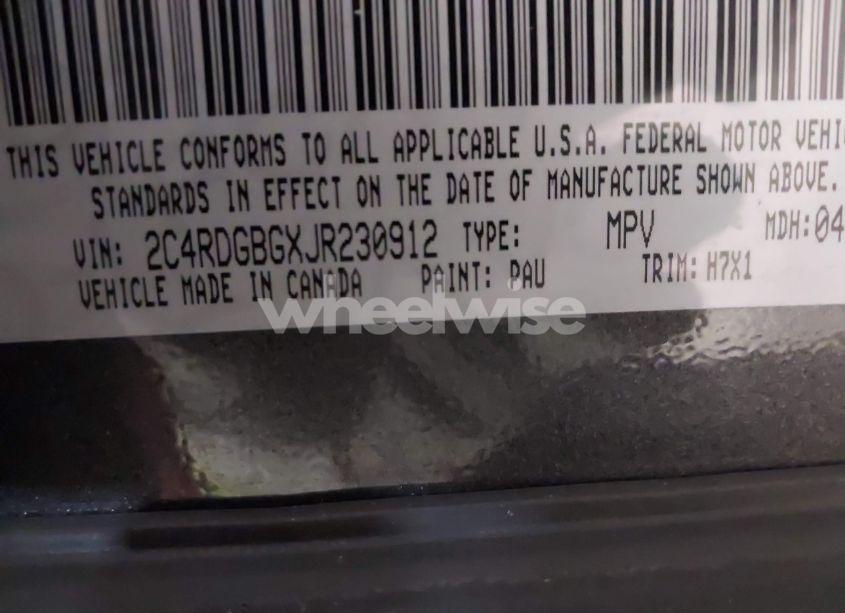 THIS VEHICLE CONFORMS TO ALL APPLICABLE U.S.A. FEDERAL MOTOR VEHIC
STANDARDS IN EFFECT ON THE DATE OF MANUFACTURE SHOWN ABOVE.
VIN: 2C4RDGBGXJR230912 TYPE: MPV MDH:04
VEHICLE MADE IN CANADA PAINT: PAU TRIM: H7X1
wheelwise